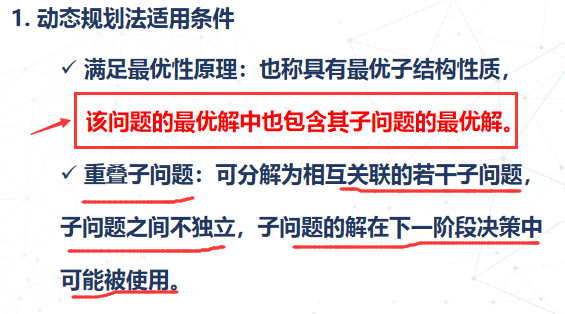 1. 动态规划法适用条件
✓ 满足最优性原理：也称具有最优子结构性质，
该问题的最优解中也包含其子问题的最优解。
✓ 重叠子问题：可分解为相互关联的若干子问题，
子问题之间不独立，子问题的解在下一阶段决策中
可能被使用。